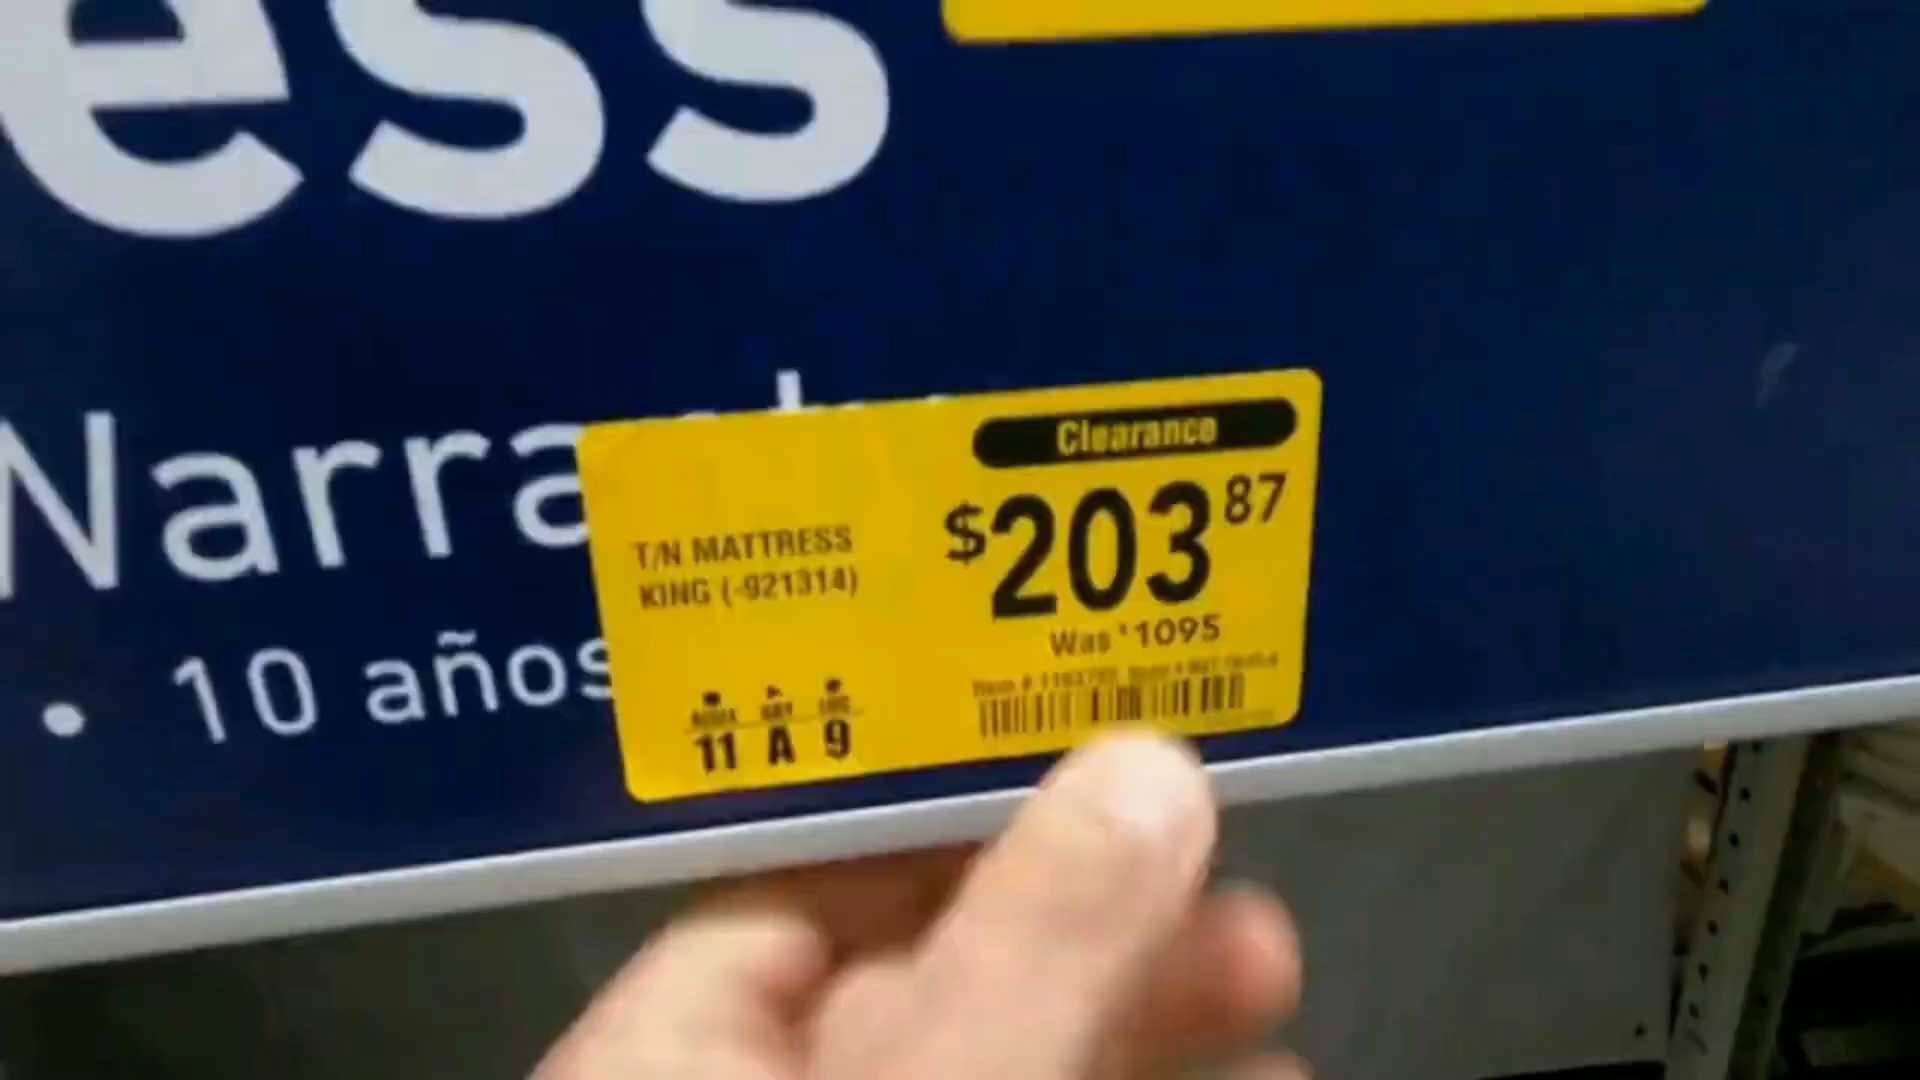 ess
Narra
• 10 años
Clearance
$203 87
T/N MATTRESS
KING (-921314)
Was $1095
11 A 9